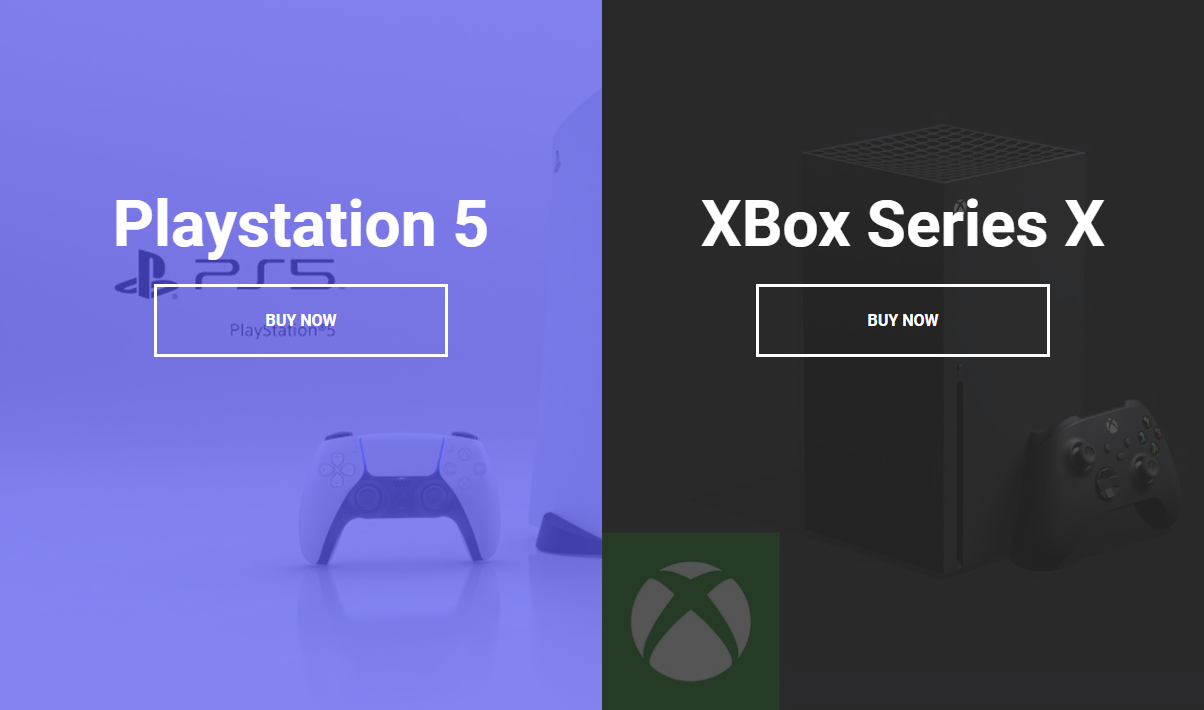 Playstation 5
PS5
BUY NOW
PlayStation®5
XBox Series X
BUY NOW